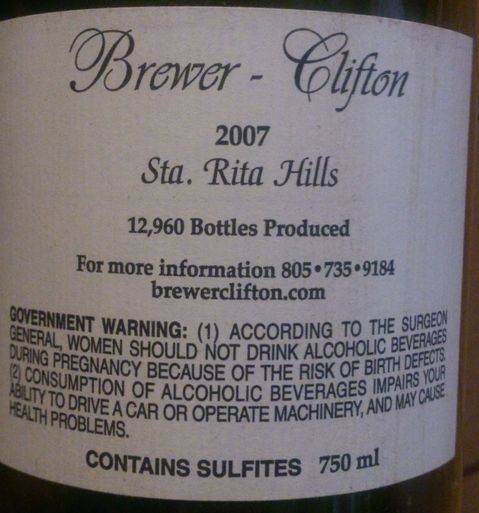 Brewer - Clifton
2007
Sta. Rita Hills
12,960 Bottles Produced
For more information 805•735•9184
brewerclifton.com
GOVERNMENT WARNING: (1) ACCORDING TO THE SURGEON
GENERAL, WOMEN SHOULD NOT DRINK ALCOHOLIC BEVERAGES
DURING PREGNANCY BECAUSE OF THE RISK OF BIRTH DEFECTS.
(2) CONSUMPTION OF ALCOHOLIC BEVERAGES IMPAIRS YOUR
ABILITY TO DRIVE A CAR OR OPERATE MACHINERY, AND MAY CAUSE
HEALTH PROBLEMS.
CONTAINS SULFITES 750 ml